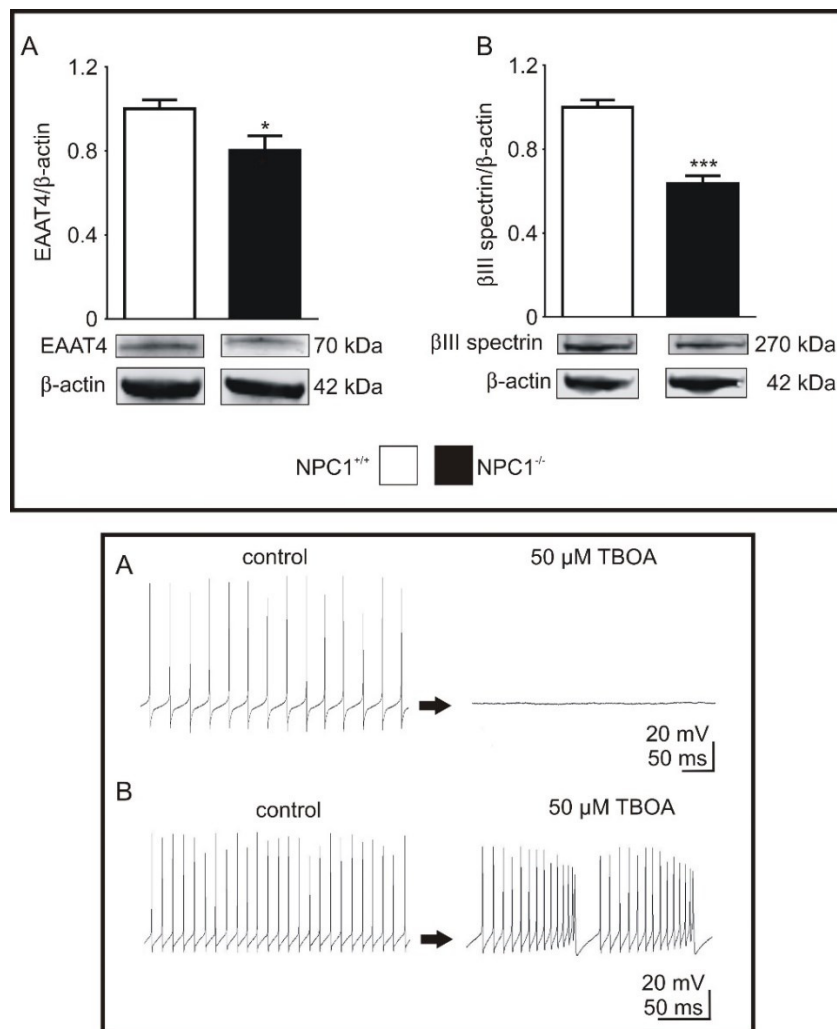 A
B
1.2
0.8
0.4
0
EAAT4/β-actin
*
1.2
0.8
0.4
0
βIII spectrin/β-actin
***
EAAT4 70 kDa
β-actin 42 kDa
βIII spectrin 270 kDa
β-actin 42 kDa
NPC1+/+ NPC1-/-
A
control 50 µM TBOA
20 mV
50 ms
B
control 50 µM TBOA
20 mV
50 ms